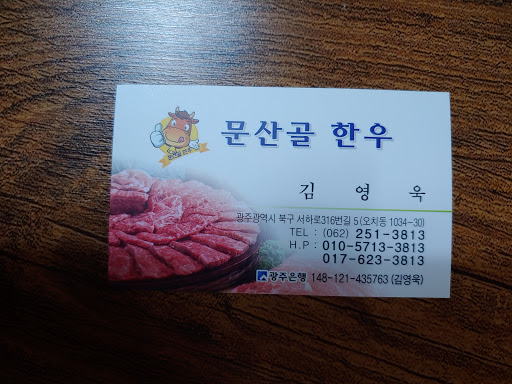 문산골 한우
김 영 욱
광주광역시 북구 서하로316번길 5 (오치동 1034-30)
TEL : (062) 251-3813
H.P : 010-5713-3813
017-623-3813
광주은행 148-121-435763 (김영욱)